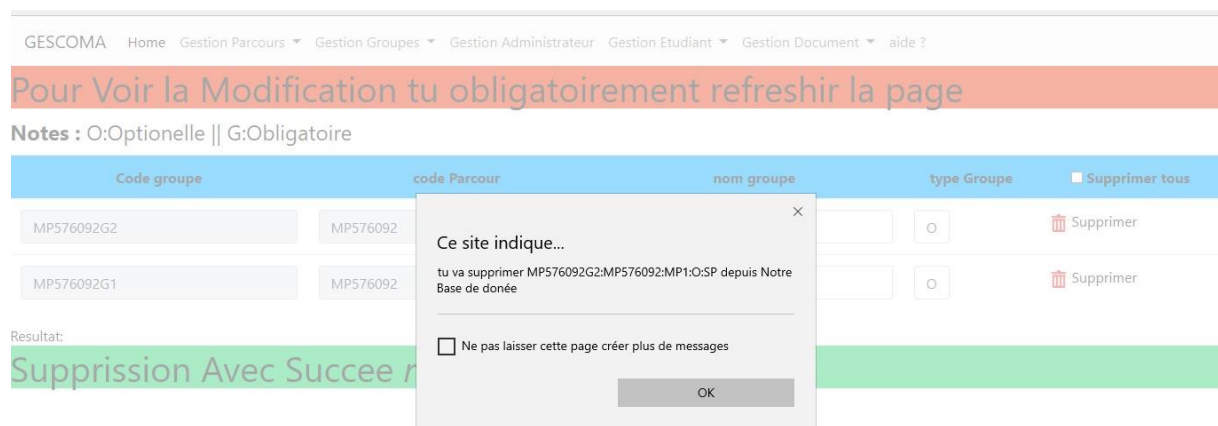 GESCOMA Home Gestion Parcours Gestion Groupes Gestion Administrateur Gestion Etudiant Gestion Document aide ?
Pour Voir la Modification tu obligatoirement refreshir la page
Notes : O:Optionelle || G:Obligatoire
Code groupe code Parcour nom groupe type Groupe Supprimer tous
MP576092G2 MP576092 O Supprimer
MP576092G1 MP576092 O Supprimer
Ce site indique...
tu va supprimer MP576092G2:MP576092:MP1:O:SP depuis Notre
Base de donée
Ne pas laisser cette page créer plus de messages
OK
Resultat:
Supprission Avec Succee